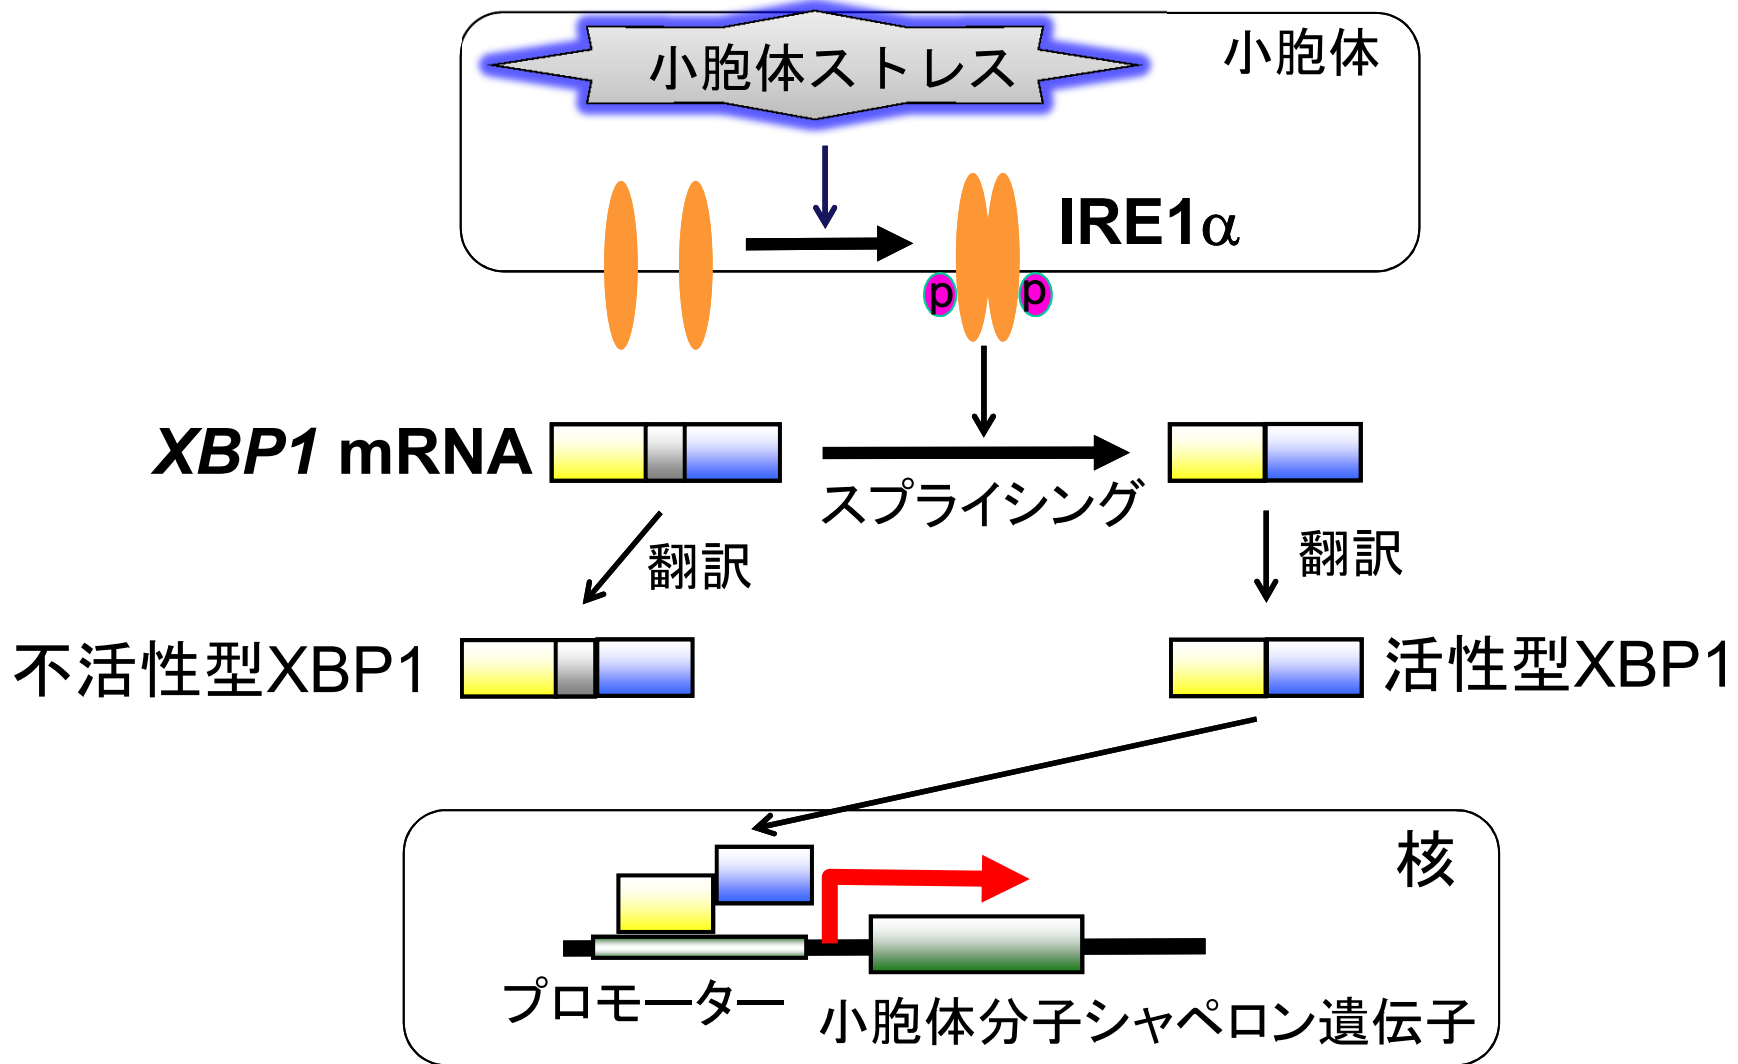 小胞体ストレス
小胞体
IRE1α
p
p
XBP1 mRNA
スプライシング
翻訳
翻訳
不活性型XBP1
活性型XBP1
核
プロモーター
小胞体分子シャペロン遺伝子